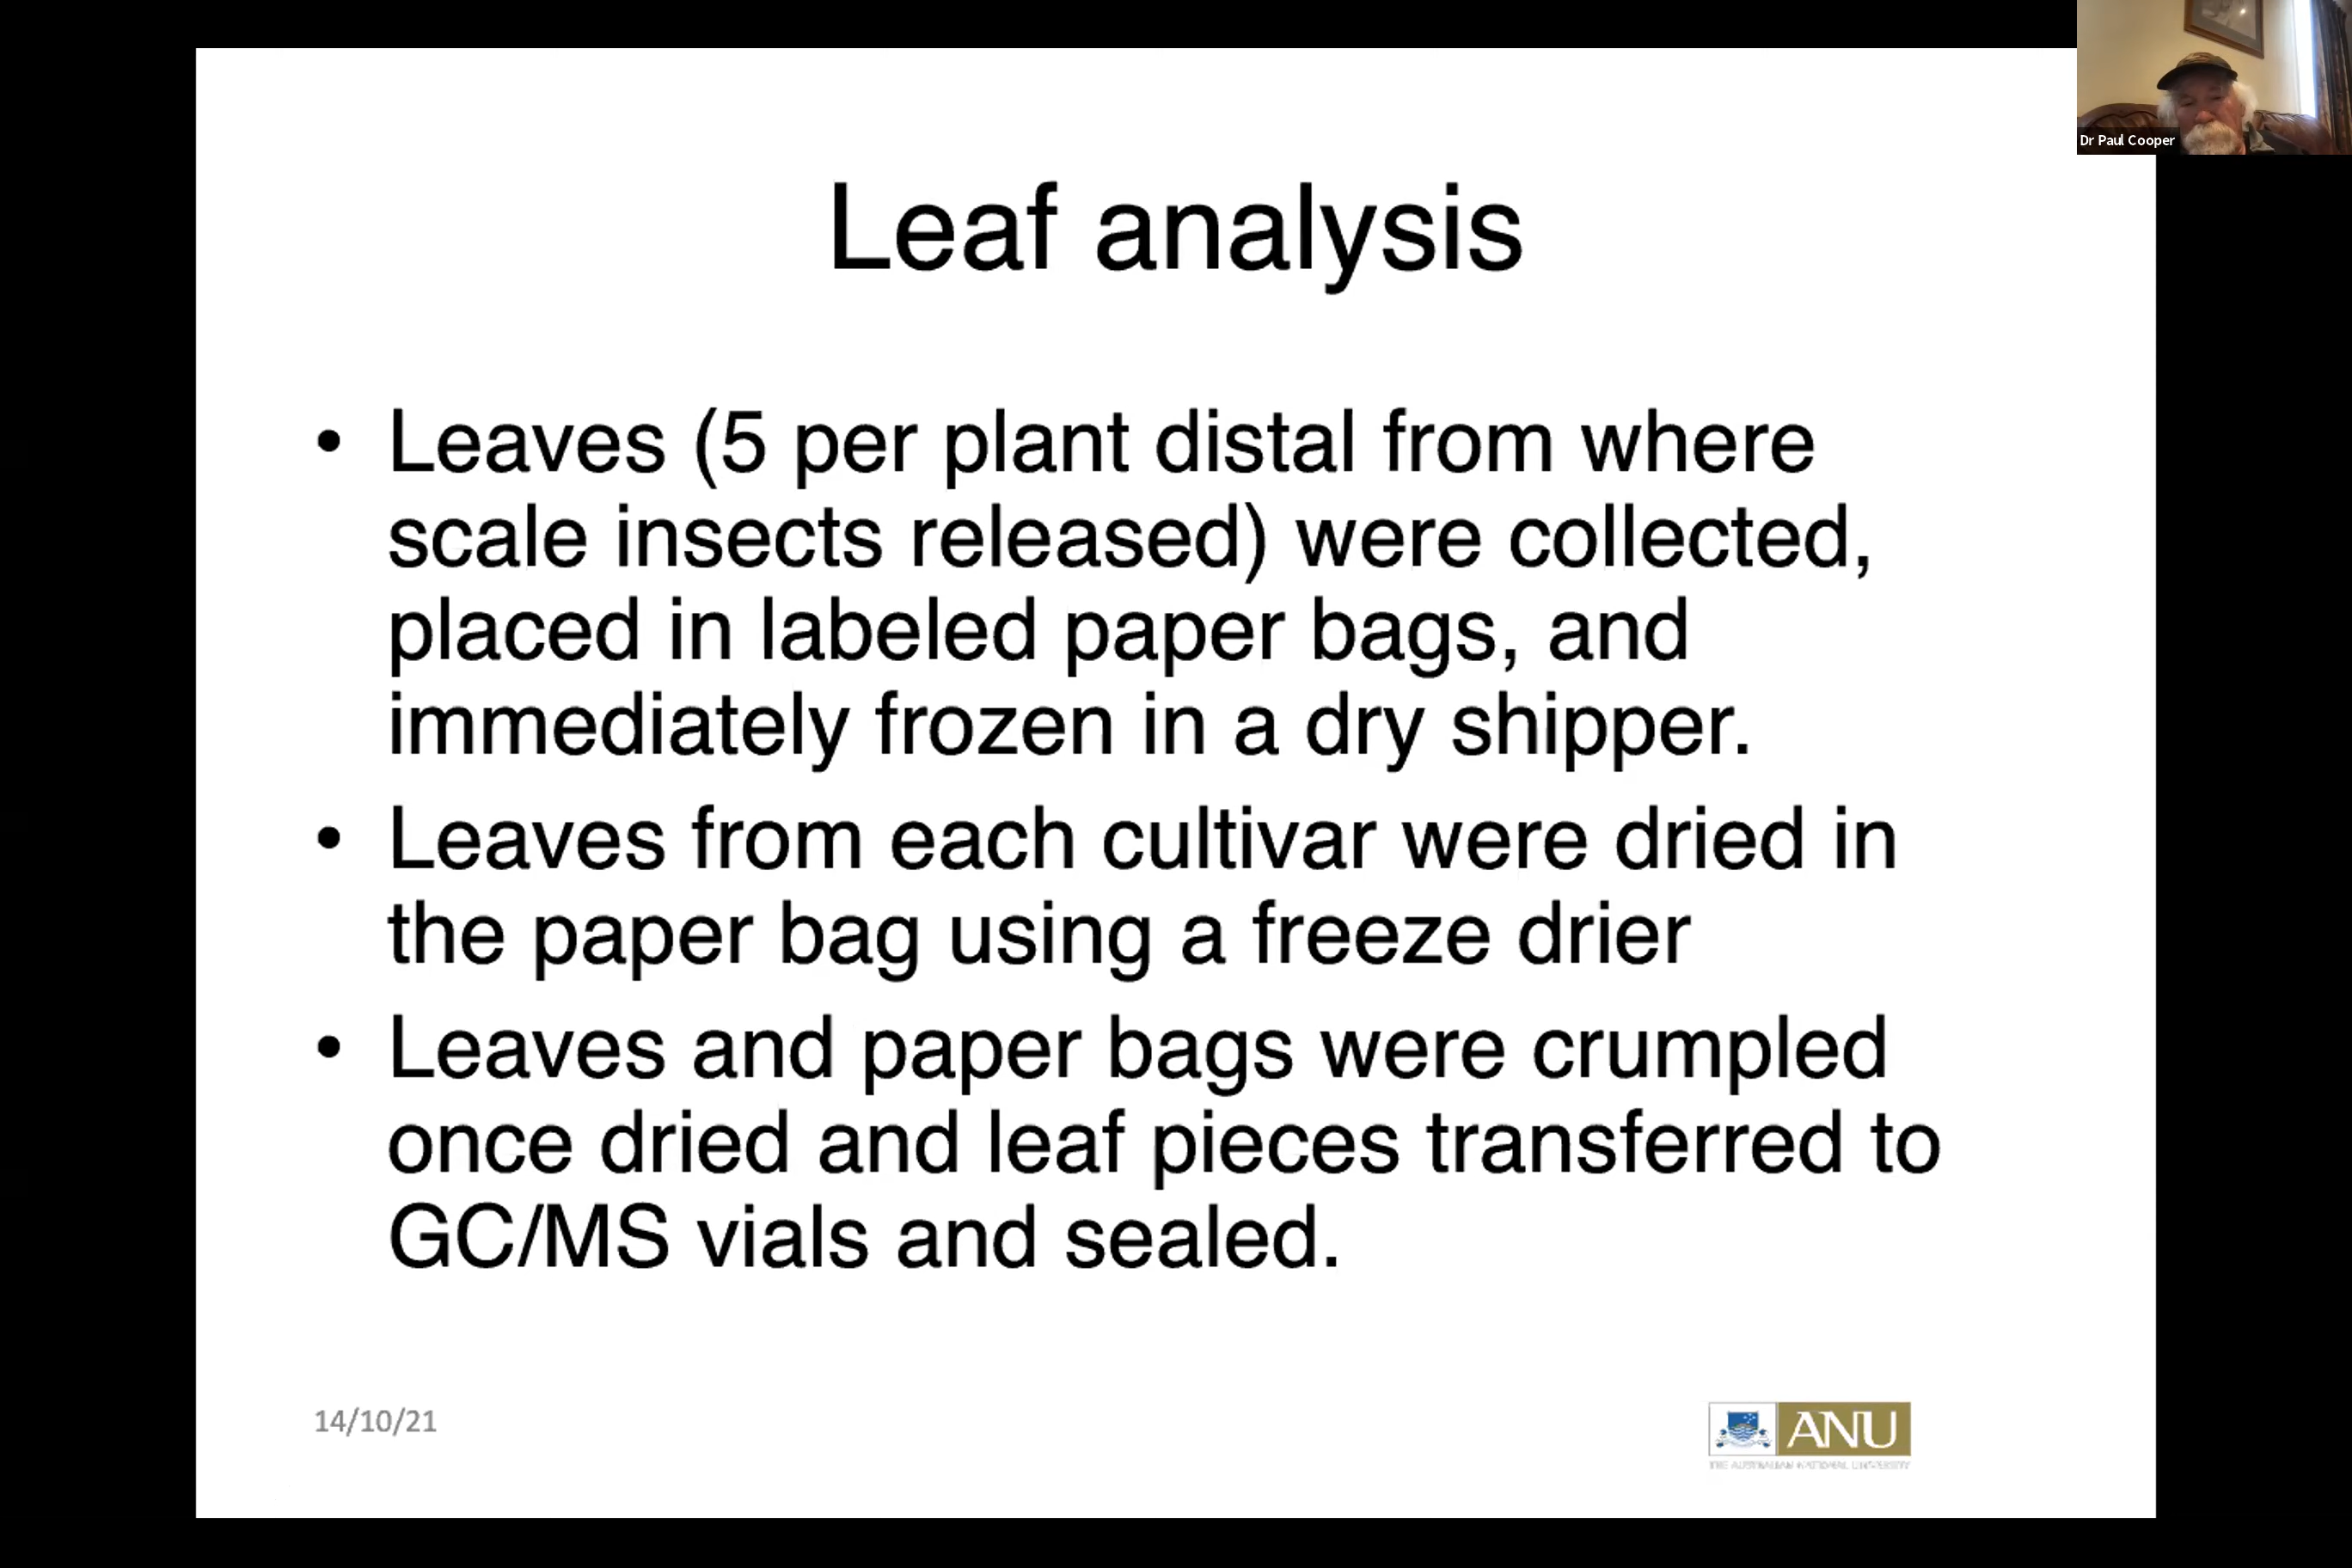 Dr Paul Cooper
Leaf analysis
• Leaves (5 per plant distal from where
scale insects released) were collected,
placed in labeled paper bags, and
immediately frozen in a dry shipper.
• Leaves from each cultivar were dried in
the paper bag using a freeze drier
• Leaves and paper bags were crumpled
once dried and leaf pieces transferred to
GC/MS vials and sealed.
14/10/21
ANU
THE AUSTRALIAN NATIONAL UNIVERSITY